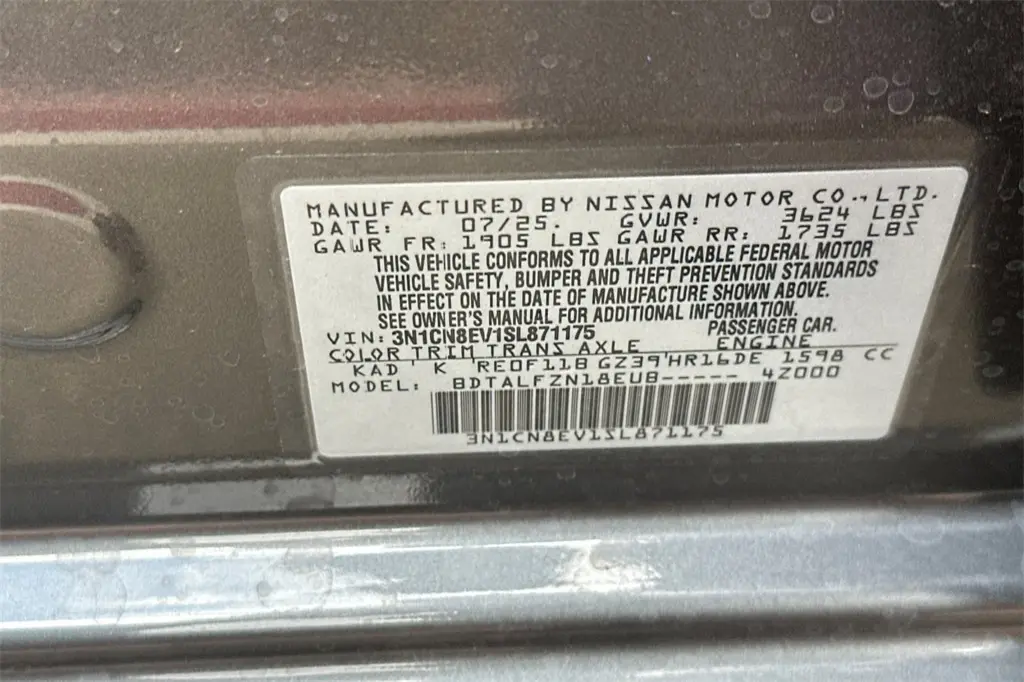 MANUFACTURED BY NISSAN MOTOR CO.,LTD.
DATE: 07/25. GVWR: 3624 LBS
GAWR FR: 1905 LBS GAWR RR: 1735 LBS
THIS VEHICLE CONFORMS TO ALL APPLICABLE FEDERAL MOTOR
VEHICLE SAFETY, BUMPER AND THEFT PREVENTION STANDARDS
IN EFFECT ON THE DATE OF MANUFACTURE SHOWN ABOVE.
SEE OWNER'S MANUAL FOR ADDITIONAL INFORMATION.
VIN: 3N1CN8EV1SL871175 PASSENGER CAR.
COLOR TRIM TRANS AXLE ENGINE
KAD K RE0F11B GZ39 HR16DE 1598 CC
MODEL: BDTALFZN18EUB----- 4Z000
3N1CN8EV1SL871175